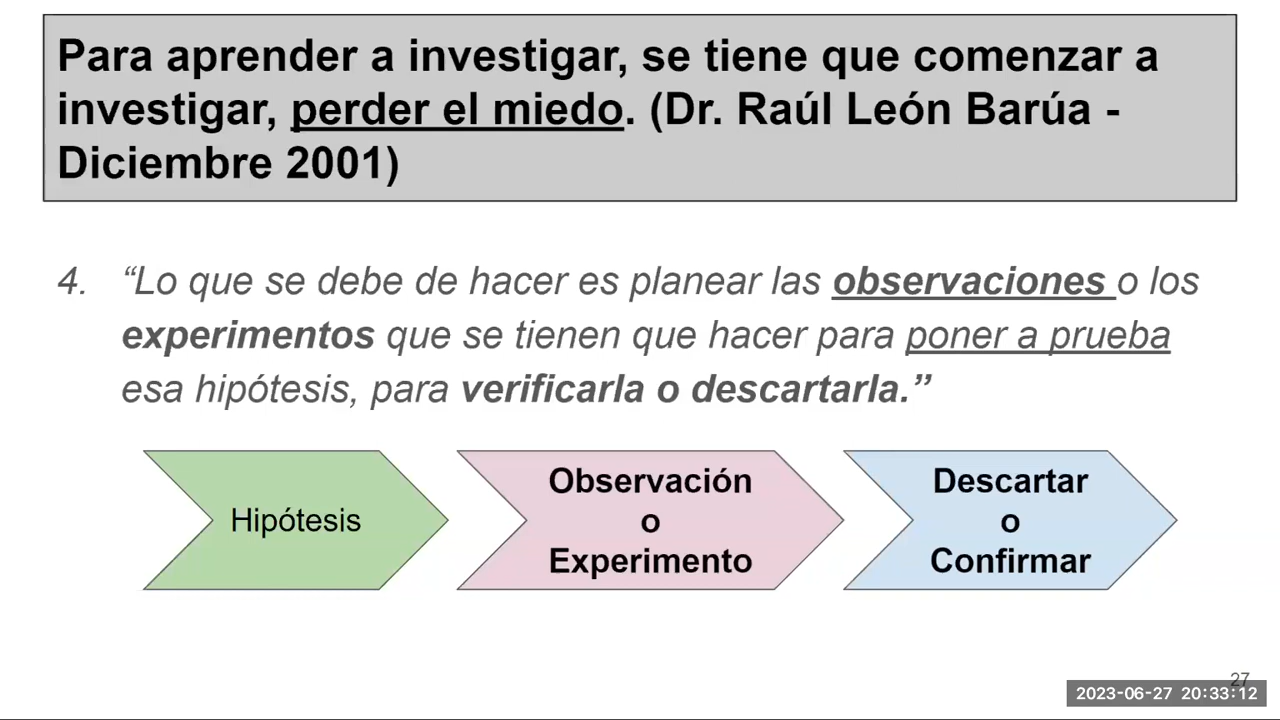 Para aprender a investigar, se tiene que comenzar a
investigar, perder el miedo. (Dr. Raúl León Barúa -
Diciembre 2001)
4. “Lo que se debe de hacer es planear las observaciones o los
experimentos que se tienen que hacer para poner a prueba
esa hipótesis, para verificarla o descartarla.”
Hipótesis
Observación
o
Experimento
Descartar
o
Confirmar
27
2023-06-27 20:33:12